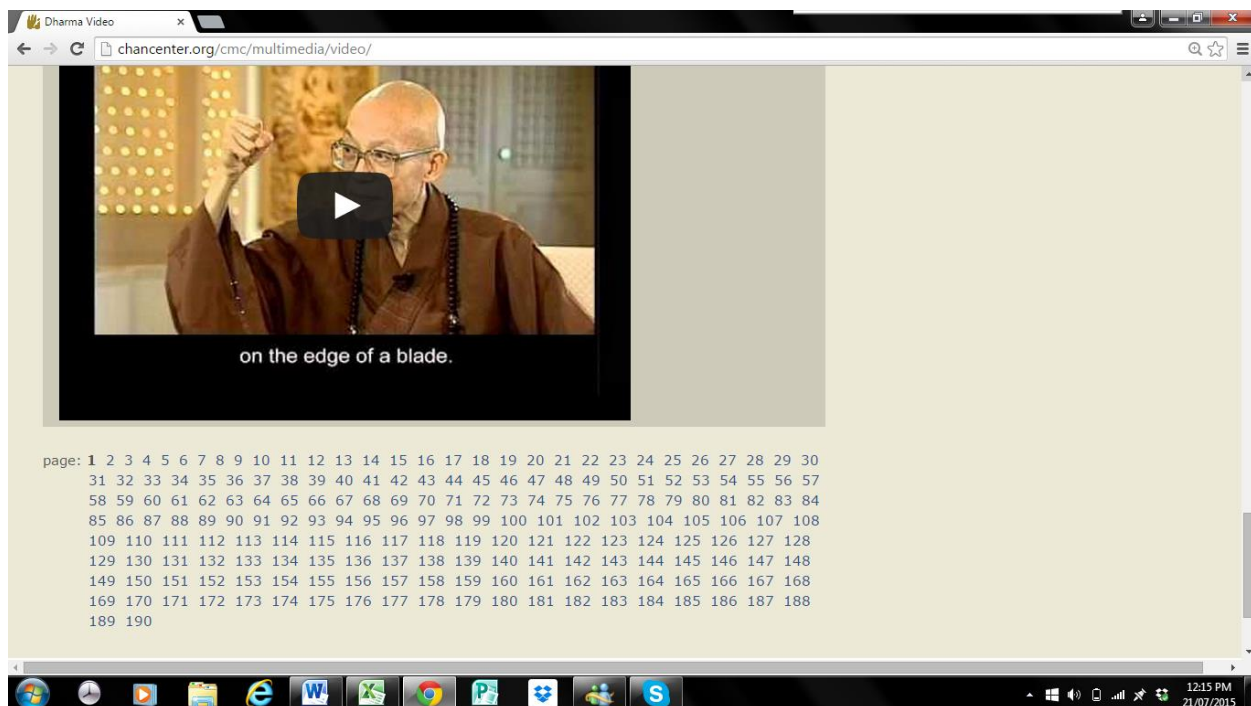 Dharma Video
chancenter.org/cmc/multimedia/video/
on the edge of a blade.
page: 1 2 3 4 5 6 7 8 9 10 11 12 13 14 15 16 17 18 19 20 21 22 23 24 25 26 27 28 29 30
31 32 33 34 35 36 37 38 39 40 41 42 43 44 45 46 47 48 49 50 51 52 53 54 55 56 57
58 59 60 61 62 63 64 65 66 67 68 69 70 71 72 73 74 75 76 77 78 79 80 81 82 83 84
85 86 87 88 89 90 91 92 93 94 95 96 97 98 99 100 101 102 103 104 105 106 107 108
109 110 111 112 113 114 115 116 117 118 119 120 121 122 123 124 125 126 127 128
129 130 131 132 133 134 135 136 137 138 139 140 141 142 143 144 145 146 147 148
149 150 151 152 153 154 155 156 157 158 159 160 161 162 163 164 165 166 167 168
169 170 171 172 173 174 175 176 177 178 179 180 181 182 183 184 185 186 187 188
189 190
12:15 PM
21/07/2015